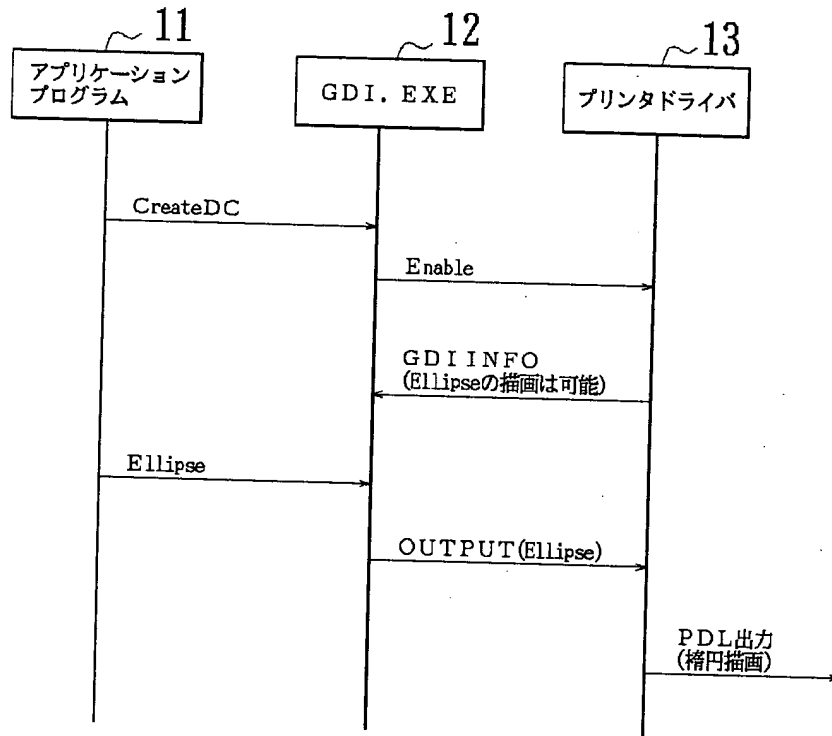 11
アプリケーション
プログラム
12
GDI. EXE
13
プリンタドライバ
CreateDC
Enable
GDIINFO
(Ellipseの描画は可能)
Ellipse
OUTPUT(Ellipse)
PDL出力
(楕円描画)